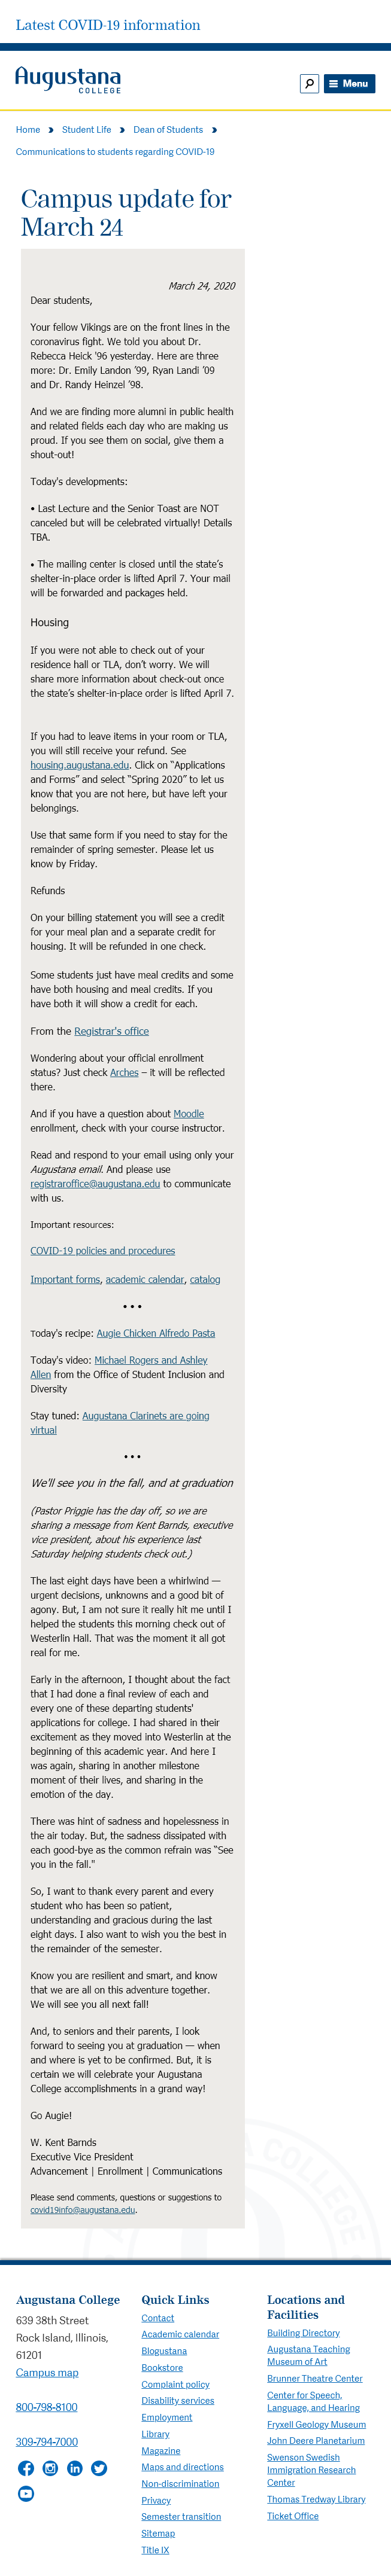 Latest COVID-19 information
Augustana
COLLEGE
Menu
Home
Student Life
Dean of Students
Communications to students regarding COVID-19
Campus update for
March 24
March 24, 2020
Dear students,
Your fellow Vikings are on the front lines in the
coronavirus fight. We told you about Dr.
Rebecca Heick '96 yesterday. Here are three
more: Dr. Emily Landon ’99, Ryan Landi ’09
and Dr. Randy Heinzel ’98.
And we are finding more alumni in public health
and related fields each day who are making us
proud. If you see them on social, give them a
shout-out!
Today's developments:
• Last Lecture and the Senior Toast are NOT
canceled but will be celebrated virtually! Details
TBA.
• The mailing center is closed until the state’s
shelter-in-place order is lifted April 7. Your mail
will be forwarded and packages held.
Housing
If you were not able to check out of your
residence hall or TLA, don’t worry. We will
share more information about check-out once
the state’s shelter-in-place order is lifted April 7.
If you had to leave items in your room or TLA,
you will still receive your refund. See
housing.augustana.edu. Click on “Applications
and Forms” and select “Spring 2020” to let us
know that you are not here, but have left your
belongings.
Use that same form if you need to stay for the
remainder of spring semester. Please let us
know by Friday.
Refunds
On your billing statement you will see a credit
for your meal plan and a separate credit for
housing. It will be refunded in one check.
Some students just have meal credits and some
have both housing and meal credits. If you
have both it will show a credit for each.
From the Registrar's office
Wondering about your official enrollment
status? Just check Arches – it will be reflected
there.
And if you have a question about Moodle
enrollment, check with your course instructor.
Read and respond to your email using only your
Augustana email. And please use
registraroffice@augustana.edu to communicate
with us.
Important resources:
COVID-19 policies and procedures
Important forms, academic calendar, catalog
• • •
Today's recipe: Augie Chicken Alfredo Pasta
Today's video: Michael Rogers and Ashley
Allen from the Office of Student Inclusion and
Diversity
Stay tuned: Augustana Clarinets are going
virtual
• • •
We'll see you in the fall, and at graduation
(Pastor Priggie has the day off, so we are
sharing a message from Kent Barnds, executive
vice president, about his experience last
Saturday helping students check out.)
The last eight days have been a whirlwind —
urgent decisions, unknowns and a good bit of
agony. But, I am not sure it really hit me until I
helped the students this morning check out of
Westerlin Hall. That was the moment it all got
real for me.
Early in the afternoon, I thought about the fact
that I had done a final review of each and
every one of these departing students'
applications for college. I had shared in their
excitement as they moved into Westerlin at the
beginning of this academic year. And here I
was, again, sharing in another milestone
moment of their lives, and sharing in the
emotion of the day.
There was hint of sadness and hopelessness in
the air today. But, the sadness dissipated with
each good-bye as the common refrain was “See
you in the fall."
So, I want to thank every parent and every
student who has been so patient,
understanding and gracious during the last
eight days. I also want to wish you the best in
the remainder of the semester.
Know you are resilient and smart, and know
that we are all on this adventure together.
We will see you all next fall!
And, to seniors and their parents, I look
forward to seeing you at graduation — when
and where is yet to be confirmed. But, it is
certain we will celebrate your Augustana
College accomplishments in a grand way!
Go Augie!
W. Kent Barnds
Executive Vice President
Advancement | Enrollment | Communications
Please send comments, questions or suggestions to
covid19info@augustana.edu.
Augustana College
639 38th Street
Rock Island, Illinois,
61201
Campus map
800-798-8100
309-794-7000
Quick Links
Contact
Academic calendar
Blogustana
Bookstore
Complaint policy
Disability services
Employment
Library
Magazine
Maps and directions
Non-discrimination
Privacy
Semester transition
Sitemap
Title IX
Locations and
Facilities
Building Directory
Augustana Teaching
Museum of Art
Brunner Theatre Center
Center for Speech,
Language, and Hearing
Fryxell Geology Museum
John Deere Planetarium
Swenson Swedish
Immigration Research
Center
Thomas Tredway Library
Ticket Office